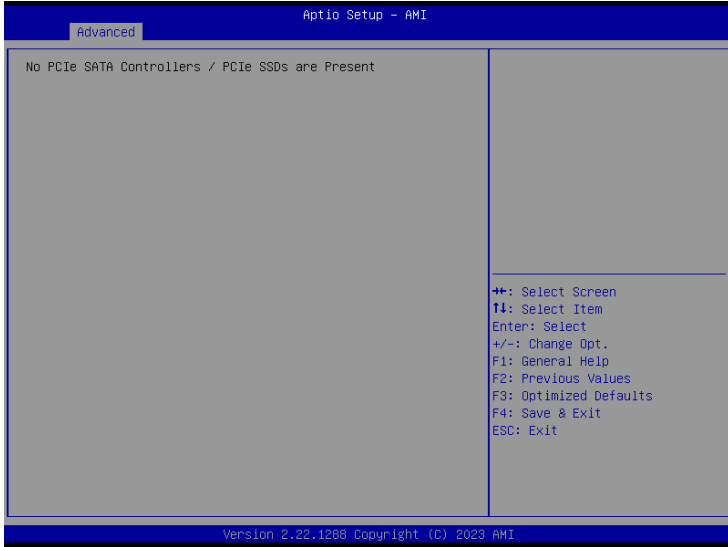 Aptio Setup – AMI
Advanced
No PCIe SATA Controllers / PCIe SSDs are Present
→←: Select Screen
↑↓: Select Item
Enter: Select
+/-: Change Opt.
F1: General Help
F2: Previous Values
F3: Optimized Defaults
F4: Save & Exit
ESC: Exit
Version 2.22.1288 Copyright (C) 2023 AMI